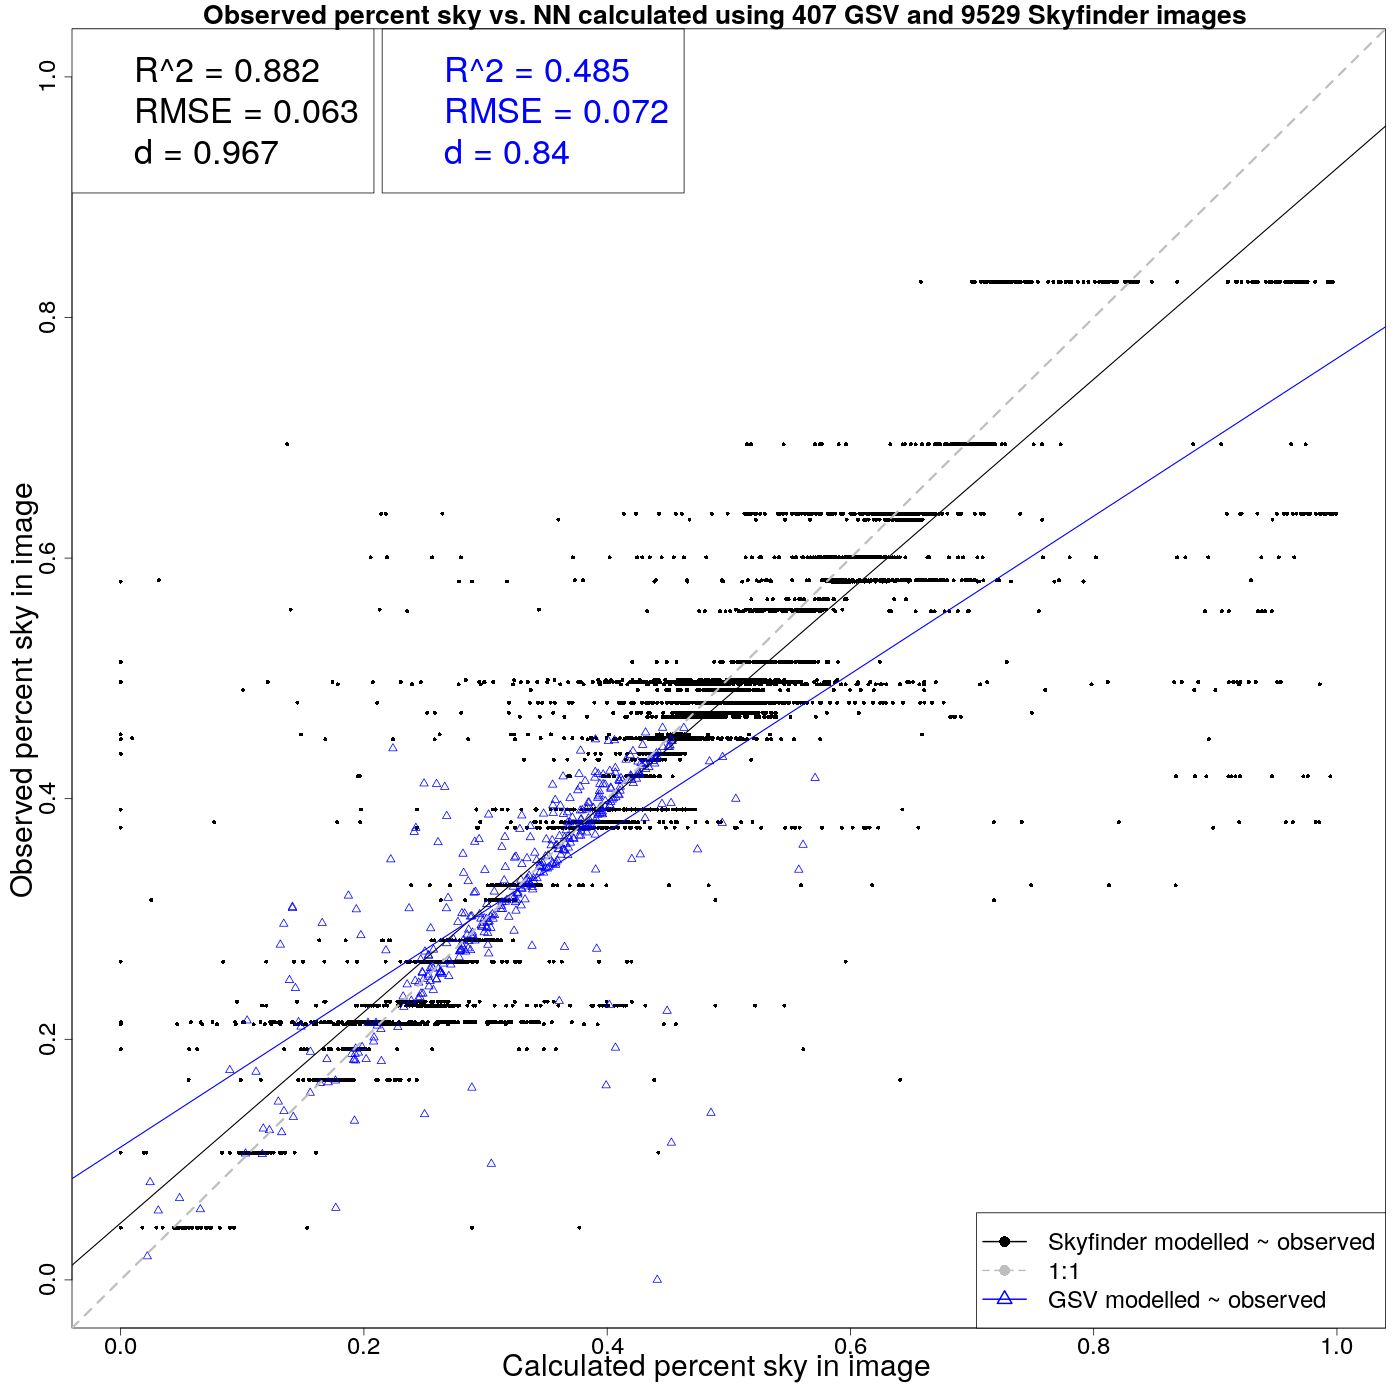 Observed percent sky vs. NN calculated using 407 GSV and 9529 Skyfinder images
R^2 = 0.882
RMSE = 0.063
d = 0.967
R^2 = 0.485
RMSE = 0.072
d = 0.84
Observed percent sky in image
1.0
0.8
0.6
0.4
0.2
0.0
Skyfinder modelled ~ observed
1:1
GSV modelled ~ observed
0.0 0.2 0.4 0.6 0.8 1.0
Calculated percent sky in image